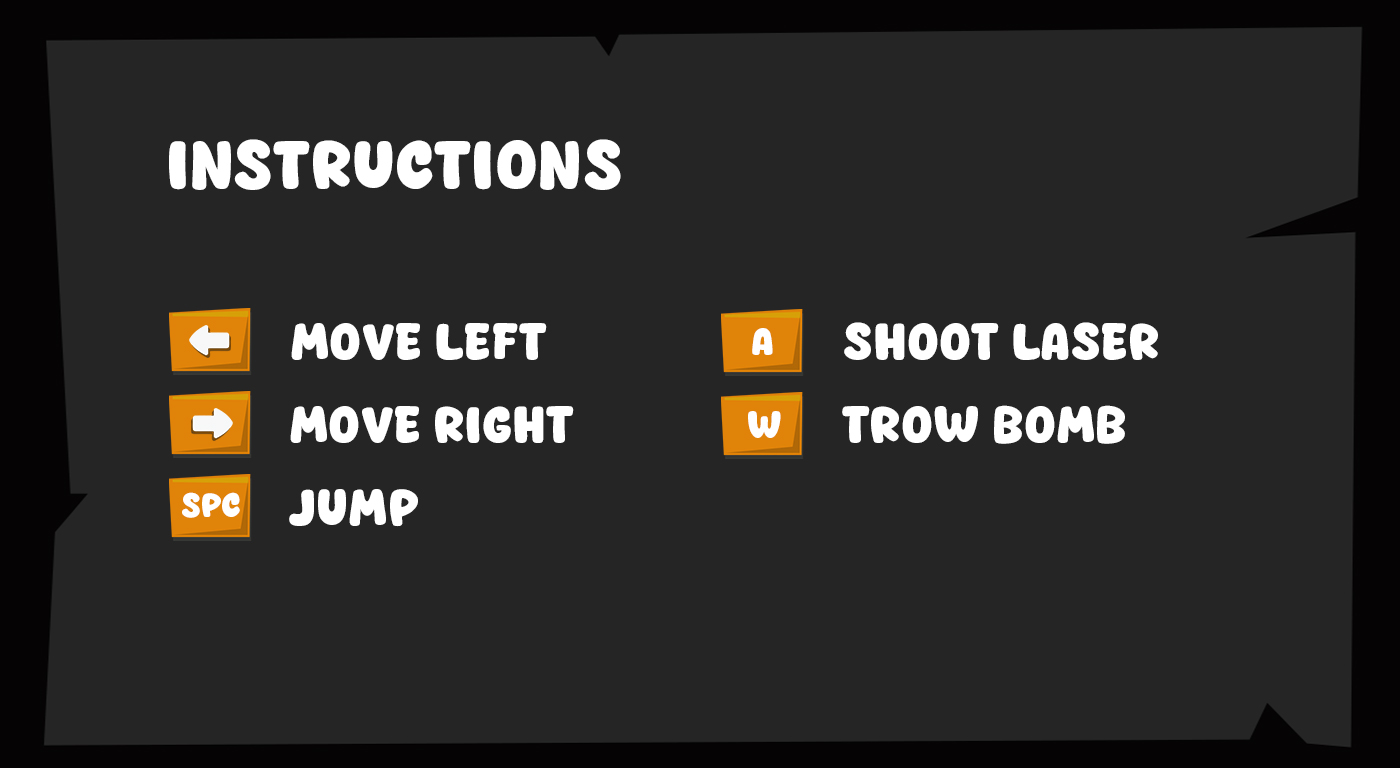 INSTRUCTIONS
MOVE LEFT
MOVE RIGHT
SPC JUMP
A SHOOT LASER
W TROW BOMB